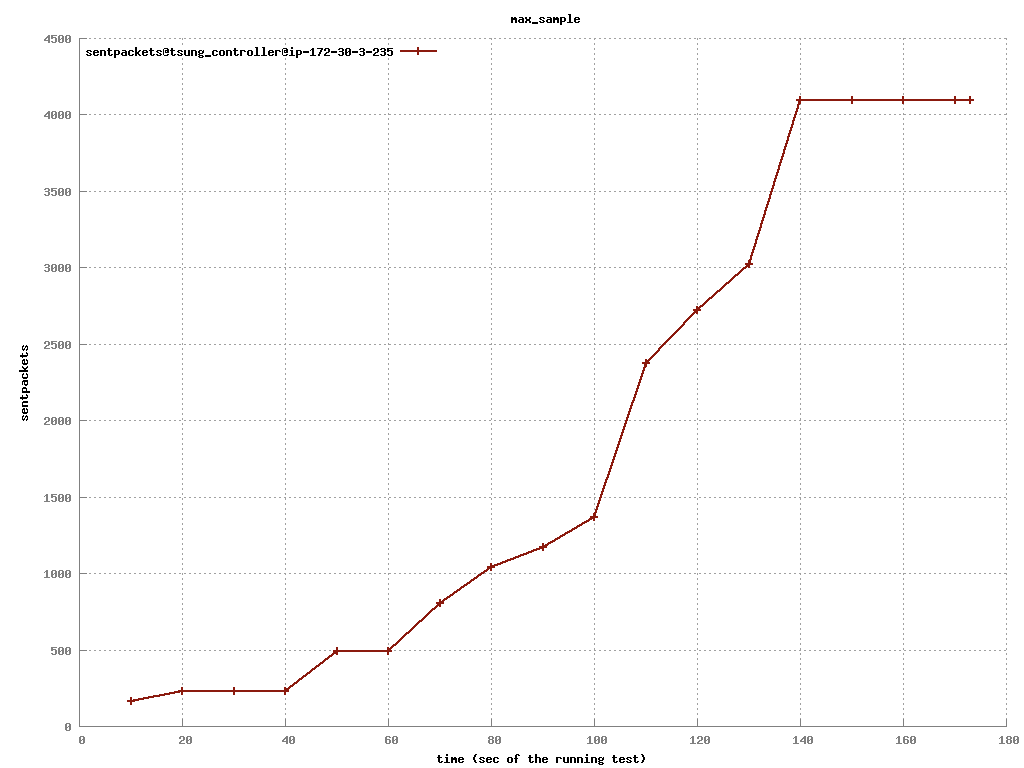 max_sample
sentpackets@tsung_controller@ip-172-30-3-235
4500
4000
3500
3000
2500
2000
1500
1000
500
0
sentpackets
0 20 40 60 80 100 120 140 160 180
time (sec of the running test)